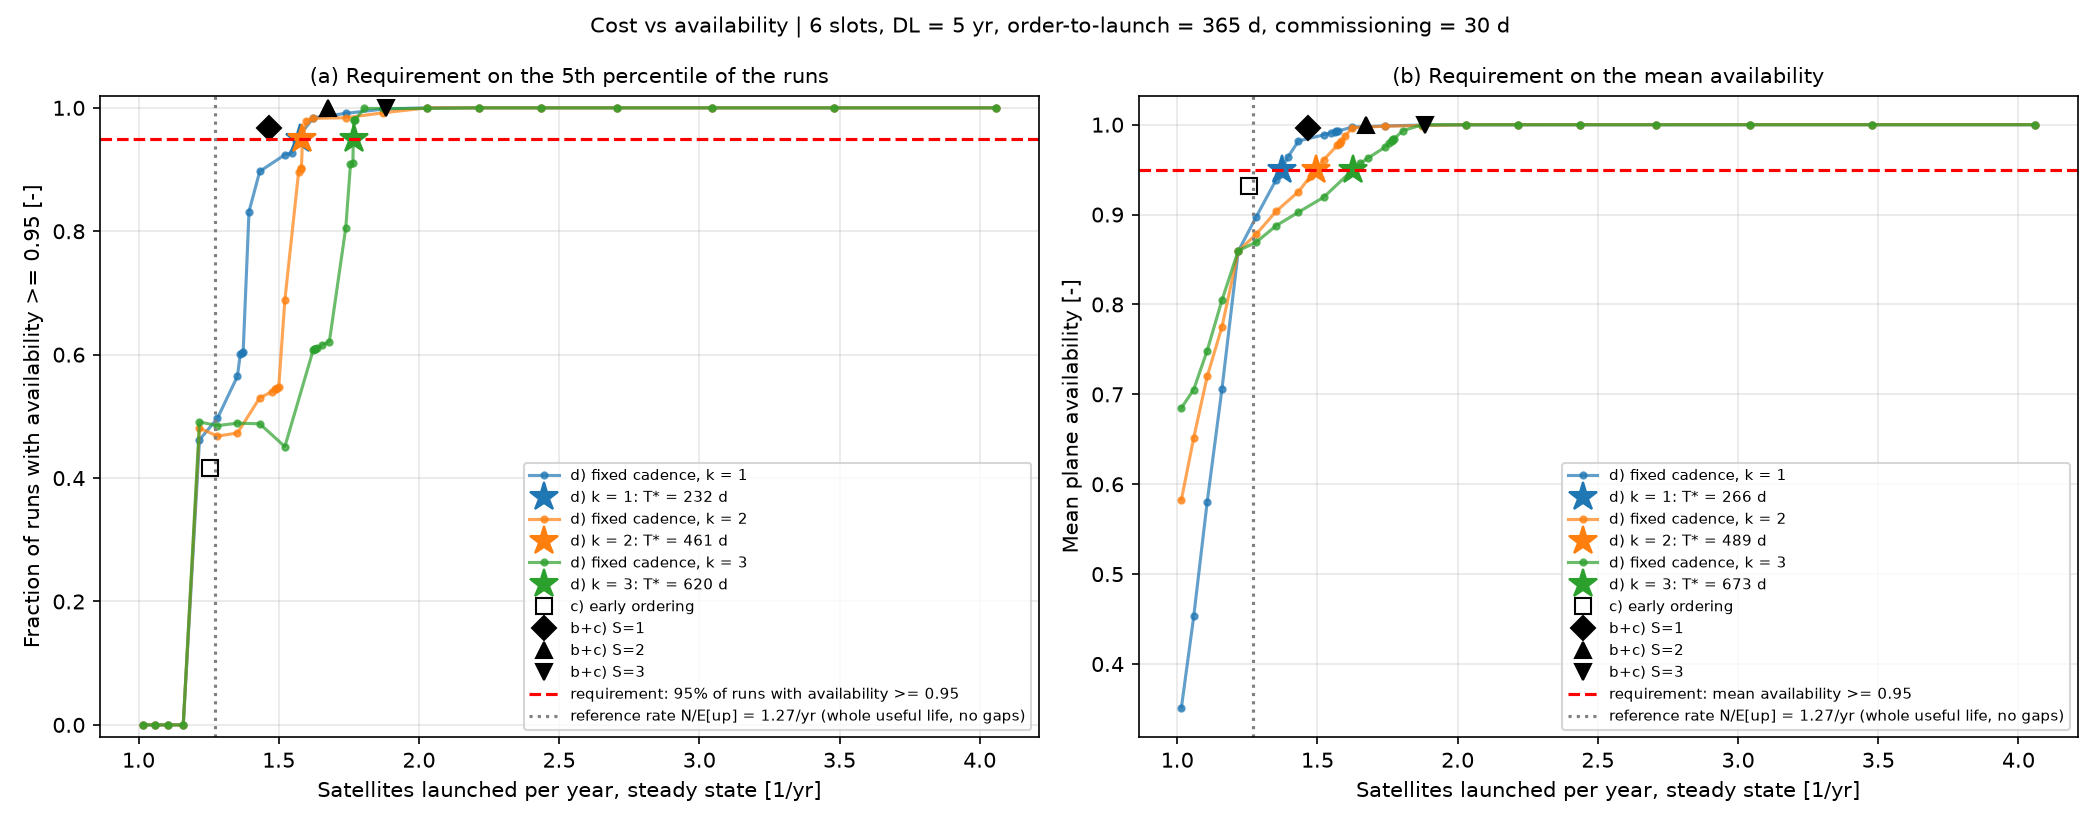 Cost vs availability | 6 slots, DL = 5 yr, order-to-launch = 365 d, commissioning = 30 d
(a) Requirement on the 5th percentile of the runs
Fraction of runs with availability >= 0.95 [-]
1.0
0.8
0.6
0.4
0.2
0.0
d) fixed cadence, k = 1
d) k = 1: T* = 232 d
d) fixed cadence, k = 2
d) k = 2: T* = 461 d
d) fixed cadence, k = 3
d) k = 3: T* = 620 d
c) early ordering
b+c) S=1
b+c) S=2
b+c) S=3
requirement: 95% of runs with availability >= 0.95
reference rate N/E[up] = 1.27/yr (whole useful life, no gaps)
1.0 1.5 2.0 2.5 3.0 3.5 4.0
Satellites launched per year, steady state [1/yr]
(b) Requirement on the mean availability
Mean plane availability [-]
1.0
0.9
0.8
0.7
0.6
0.5
0.4
d) fixed cadence, k = 1
d) k = 1: T* = 266 d
d) fixed cadence, k = 2
d) k = 2: T* = 489 d
d) fixed cadence, k = 3
d) k = 3: T* = 673 d
c) early ordering
b+c) S=1
b+c) S=2
b+c) S=3
requirement: mean availability >= 0.95
reference rate N/E[up] = 1.27/yr (whole useful life, no gaps)
1.0 1.5 2.0 2.5 3.0 3.5 4.0
Satellites launched per year, steady state [1/yr]